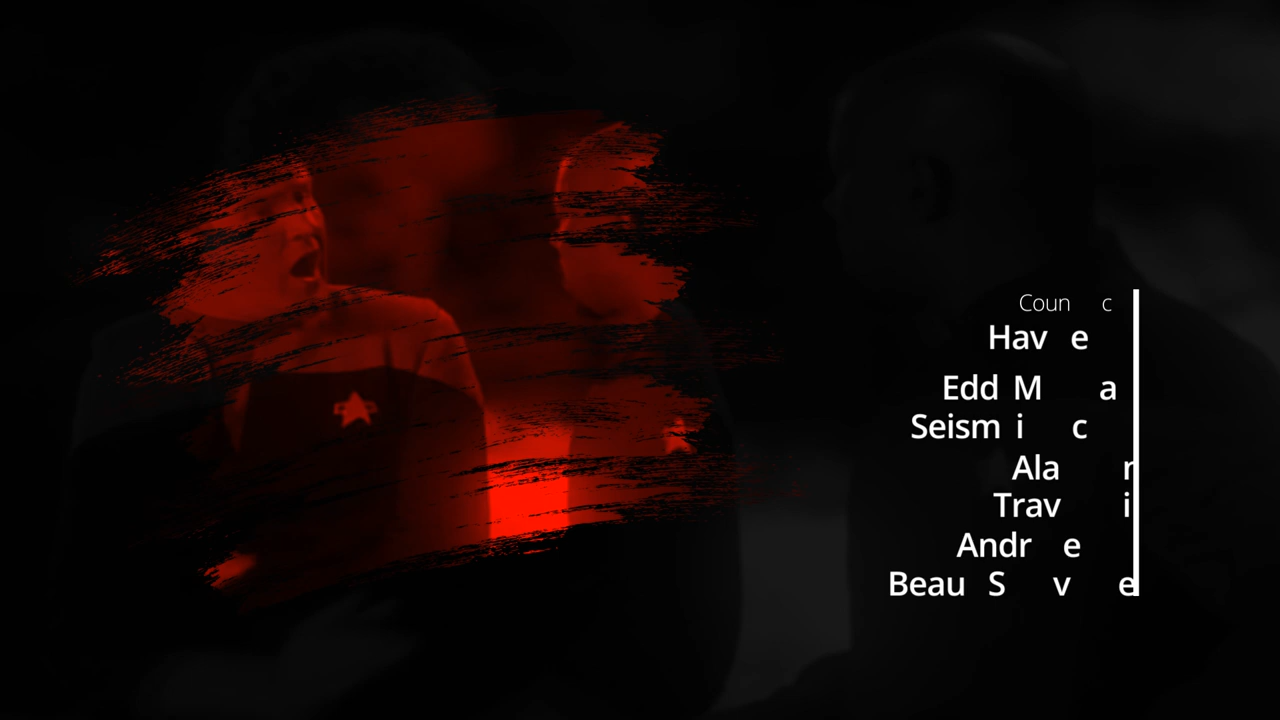 Coun c
Hav e
Edd M a
Seism i c
Ala r
Trav i
Andr e
Beau S v e